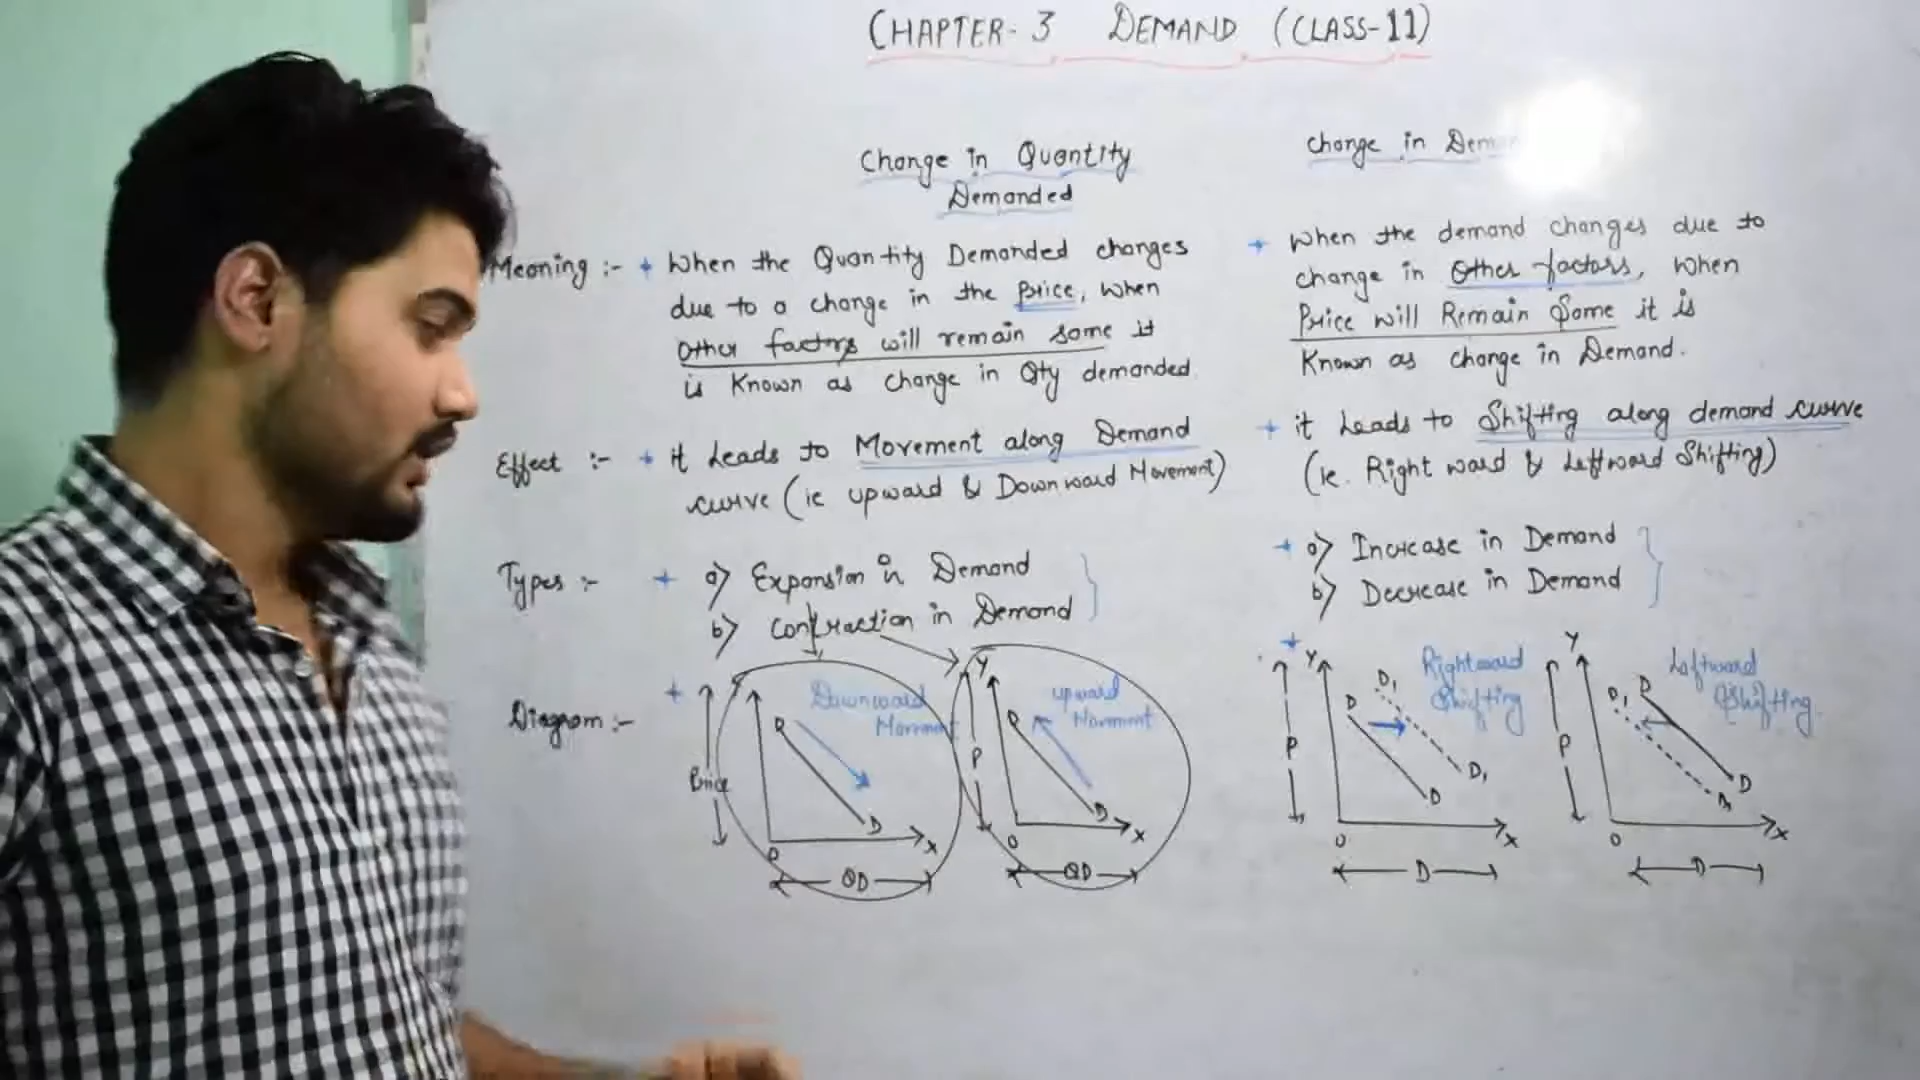 CHAPTER-3 DEMAND (CLASS-11)
Change in Quantity
Demanded
Meaning :- + When the Quantity Demanded changes
due to a change in the Price, when
Other factors will remain same it
is Known as change in Qty demanded
Effect :- + it Leads to Movement along Demand
curve (ie upward & Downward Movement)
Types :- + a) Expansion in Demand
b) Contraction in Demand
Diagram :- +
Price
Downward
D
D
X
QD
Y
P
upward
D
D
O
X
QD
change in
+ When the demand changes due to
change in Other factors, when
Price will Remain Same it is
Known as change in Demand.
+ it Leads to Shifting along demand curve
(ie. Rightward & Leftward Shifting)
+ a) Increase in Demand
b) Decrease in Demand
+
Y
P
D
D1
Rightward
Shifting
D
D1
O
X
D
Y
P
D1
D
Leftward
Shifting.
D
D1
O
X
D